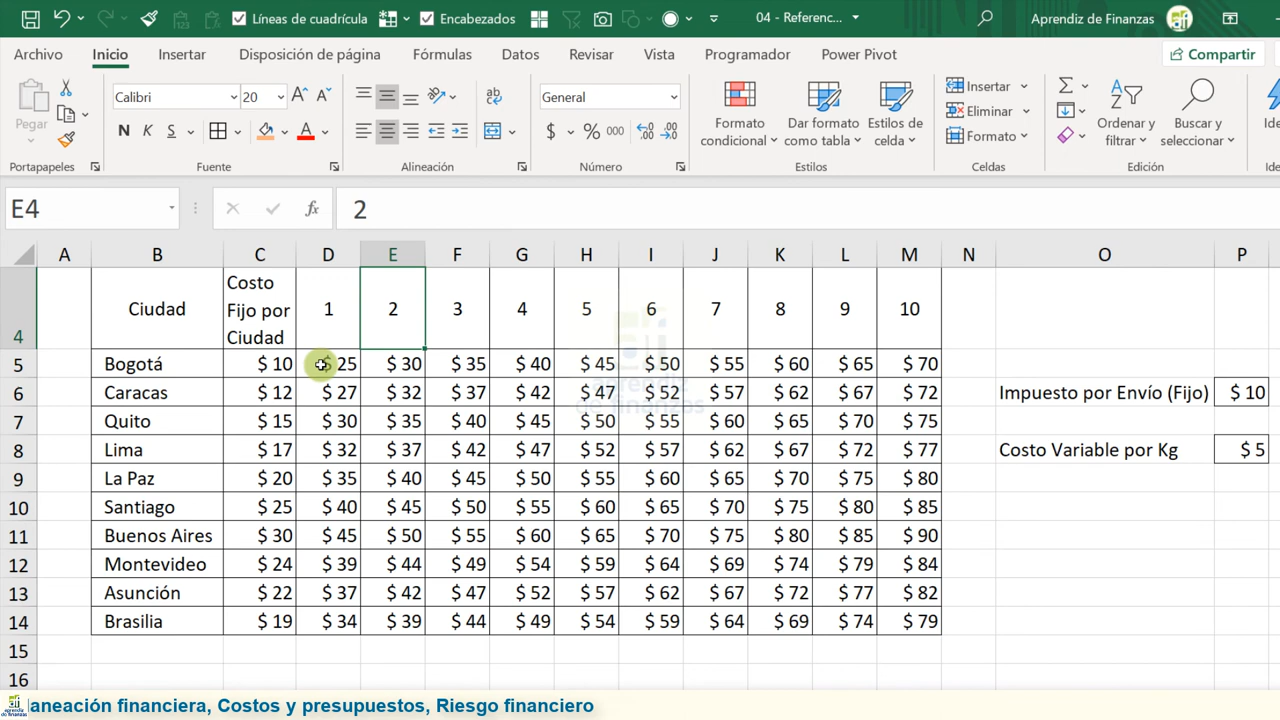 Líneas de cuadrícula Encabezados 04 - Referenc... Aprendiz de Finanzas
Archivo Inicio Insertar Disposición de página Fórmulas Datos Revisar Vista Programador Power Pivot Compartir
Pegar
Calibri 20
N K S
General
$ % 000
Formato condicional
Dar formato como tabla
Estilos de celda
Insertar
Eliminar
Formato
Ordenar y filtrar
Buscar y seleccionar
Portapapeles Fuente Alineación Número Estilos Celdas Edición
E4 fx 2
A B C D E F G H I J K L M N O P
4 Ciudad Costo Fijo por Ciudad 1 2 3 4 5 6 7 8 9 10
5 Bogotá $ 10 $ 25 $ 30 $ 35 $ 40 $ 45 $ 50 $ 55 $ 60 $ 65 $ 70
6 Caracas $ 12 $ 27 $ 32 $ 37 $ 42 $ 47 $ 52 $ 57 $ 62 $ 67 $ 72 Impuesto por Envío (Fijo) $ 10
7 Quito $ 15 $ 30 $ 35 $ 40 $ 45 $ 50 $ 55 $ 60 $ 65 $ 70 $ 75
8 Lima $ 17 $ 32 $ 37 $ 42 $ 47 $ 52 $ 57 $ 62 $ 67 $ 72 $ 77 Costo Variable por Kg $ 5
9 La Paz $ 20 $ 35 $ 40 $ 45 $ 50 $ 55 $ 60 $ 65 $ 70 $ 75 $ 80
10 Santiago $ 25 $ 40 $ 45 $ 50 $ 55 $ 60 $ 65 $ 70 $ 75 $ 80 $ 85
11 Buenos Aires $ 30 $ 45 $ 50 $ 55 $ 60 $ 65 $ 70 $ 75 $ 80 $ 85 $ 90
12 Montevideo $ 24 $ 39 $ 44 $ 49 $ 54 $ 59 $ 64 $ 69 $ 74 $ 79 $ 84
13 Asunción $ 22 $ 37 $ 42 $ 47 $ 52 $ 57 $ 62 $ 67 $ 72 $ 77 $ 82
14 Brasilia $ 19 $ 34 $ 39 $ 44 $ 49 $ 54 $ 59 $ 64 $ 69 $ 74 $ 79
15
16
aprendiz
de finanzas
laneación financiera, Costos y presupuestos, Riesgo financiero